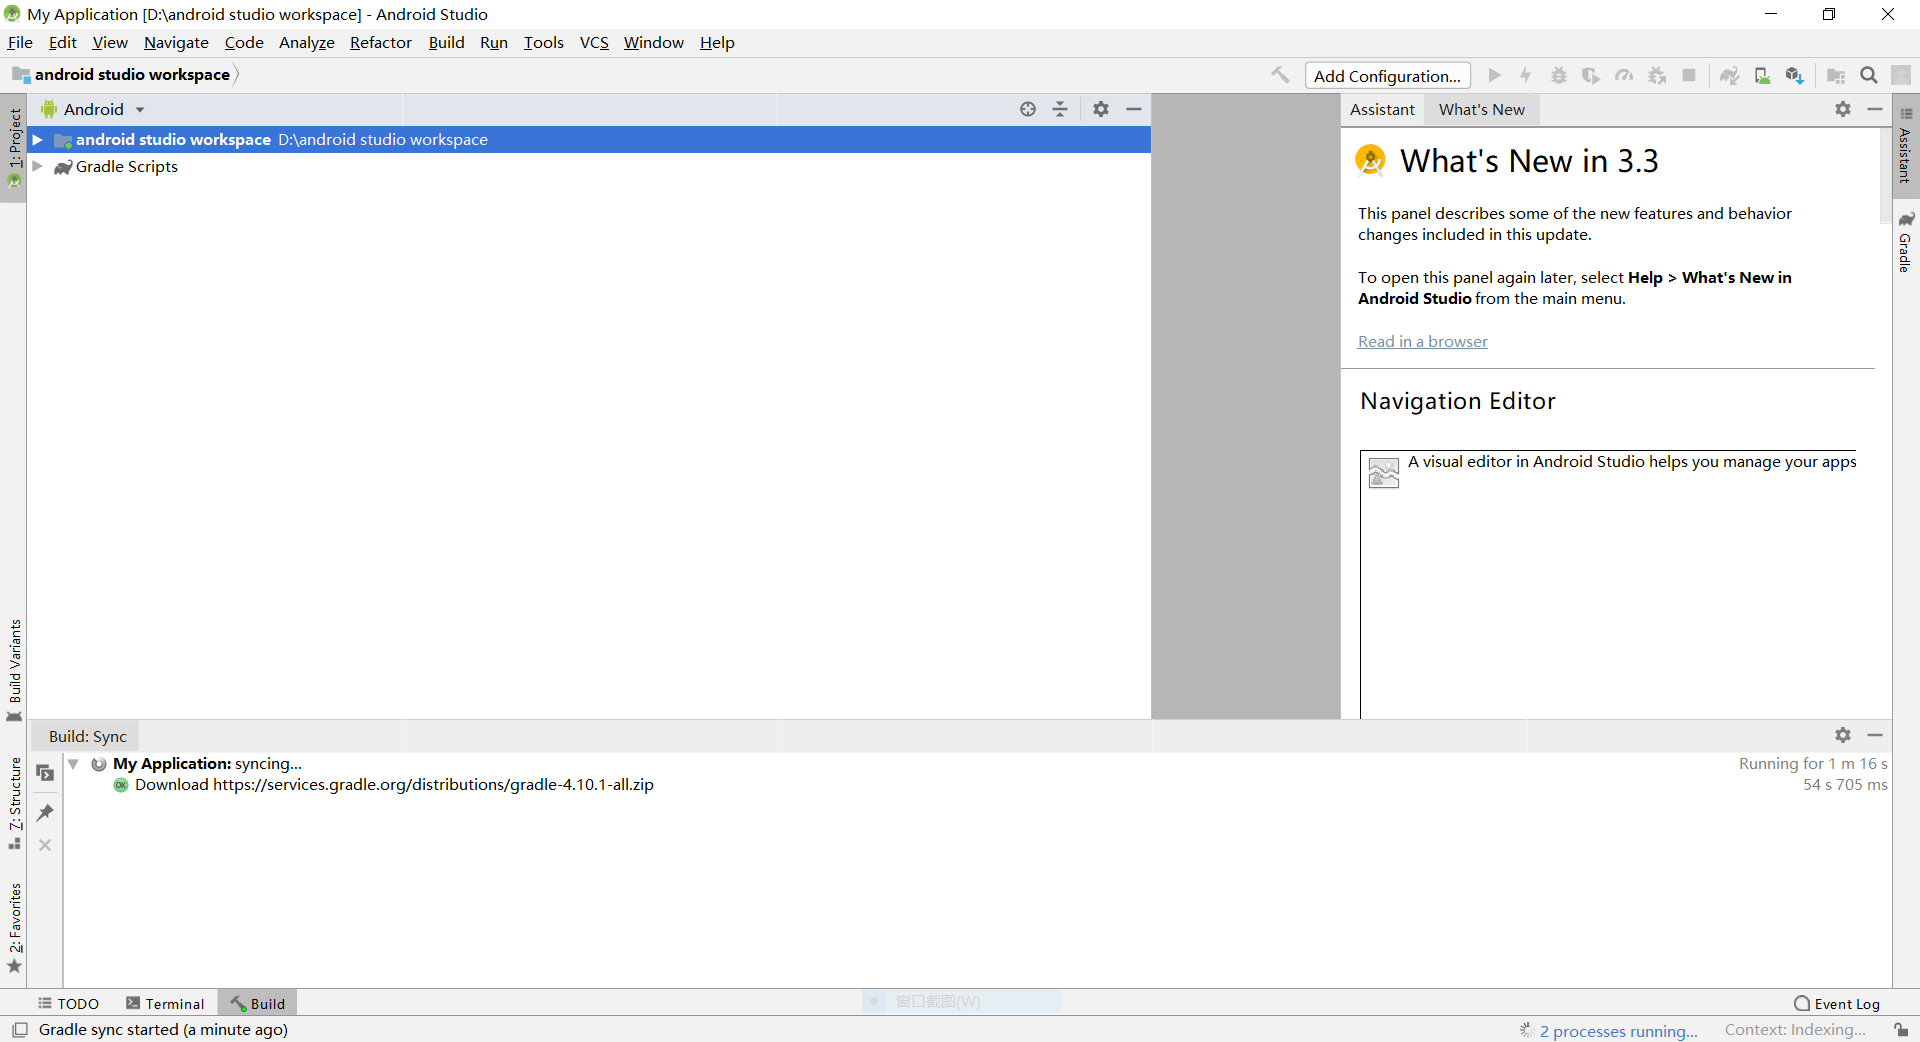 My Application [D:\android studio workspace] - Android Studio
File Edit View Navigate Code Analyze Refactor Build Run Tools VCS Window Help
android studio workspace
Add Configuration...
1: Project
Android
Assistant What's New
Assistant
android studio workspace D:\android studio workspace
Gradle Scripts
What's New in 3.3
This panel describes some of the new features and behavior
changes included in this update.
To open this panel again later, select Help > What's New in
Android Studio from the main menu.
Read in a browser
Gradle
Navigation Editor
A visual editor in Android Studio helps you manage your apps
Build Variants
Build: Sync
7: Structure
My Application: syncing... Running for 1 m 16 s
OK Download https://services.gradle.org/distributions/gradle-4.10.1-all.zip 54 s 705 ms
2: Favorites
TODO Terminal Build 窗口截图(W) Event Log
Gradle sync started (a minute ago) 2 processes running... Context: Indexing...